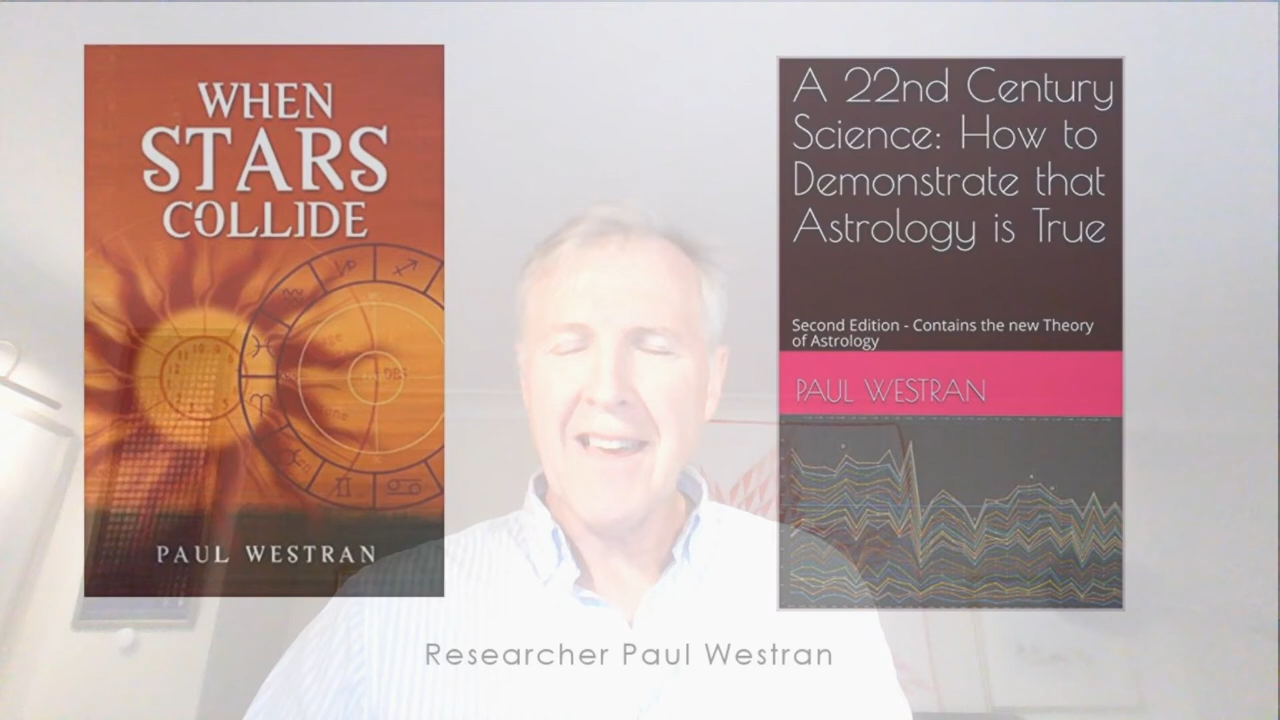 WHEN
STARS
COLLIDE
PAUL WESTRAN
A 22nd Century
Science: How to
Demonstrate that
Astrology is True
Second Edition - Contains the new Theory
of Astrology
PAUL WESTRAN
Researcher Paul Westran